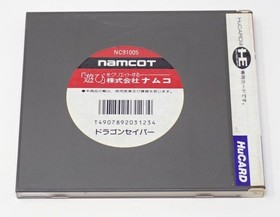 NC91005
namcot
「遊び」をクリエイトする
株式会社ナムコ
T4907892031234
ドラゴンセイバー
HuCARD
HE
HuCARD